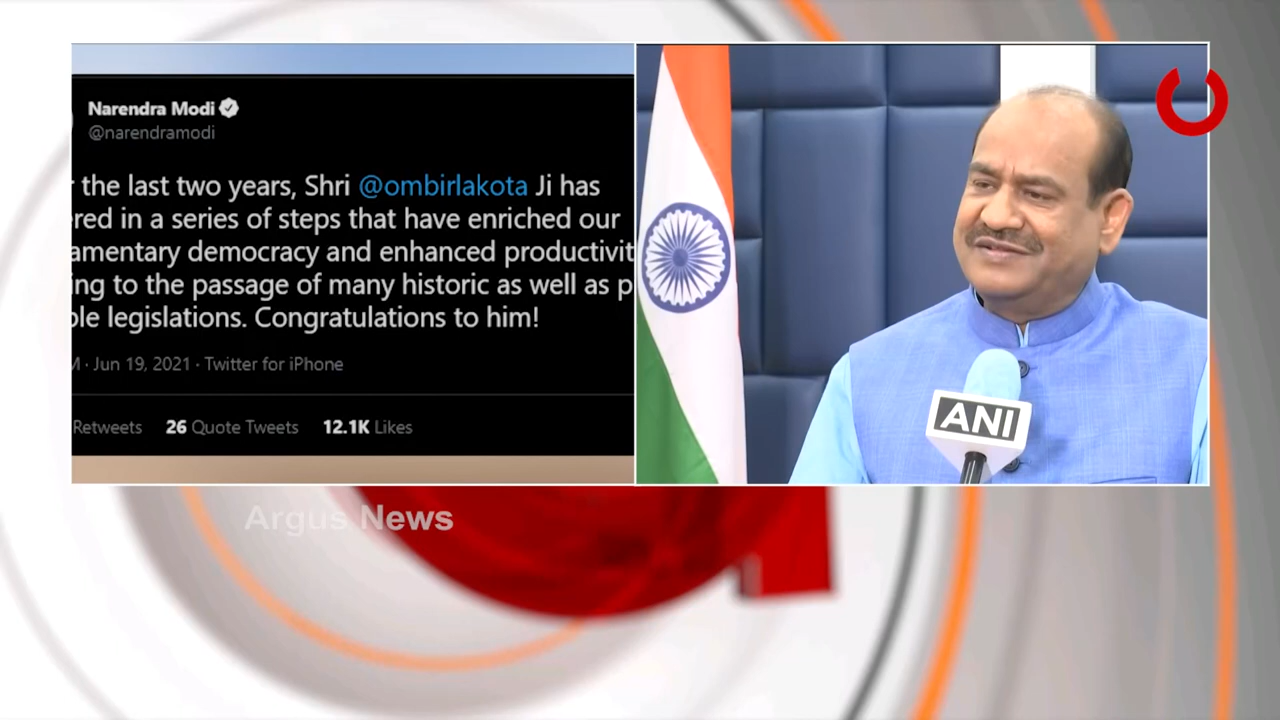 Narendra Modi
@narendramodi
the last two years, Shri @ombirlakota Ji has
ered in a series of steps that have enriched our
amentary democracy and enhanced productivit
ing to the passage of many historic as well as p
ble legislations. Congratulations to him!
M · Jun 19, 2021 · Twitter for iPhone
Retweets 26 Quote Tweets 12.1K Likes
ANI
Argus News